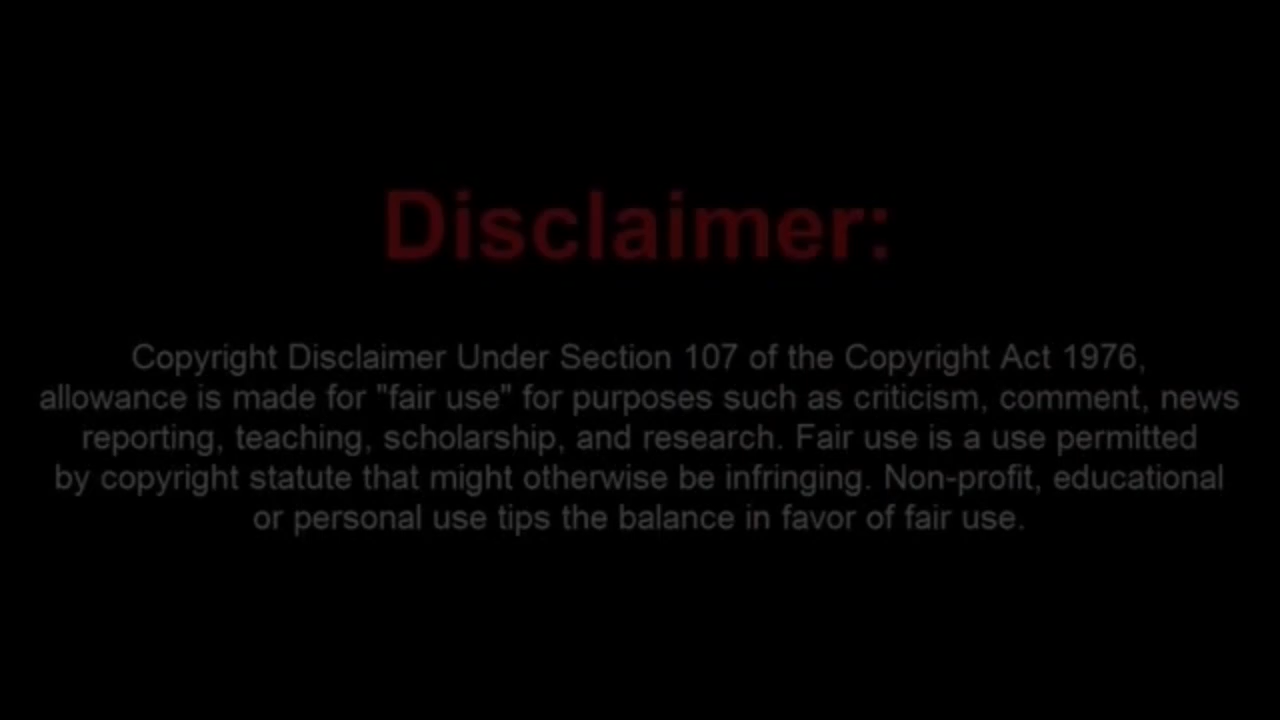 Disclaimer:
Copyright Disclaimer Under Section 107 of the Copyright Act 1976,
allowance is made for "fair use" for purposes such as criticism, comment, news
reporting, teaching, scholarship, and research. Fair use is a use permitted
by copyright statute that might otherwise be infringing. Non-profit, educational
or personal use tips the balance in favor of fair use.